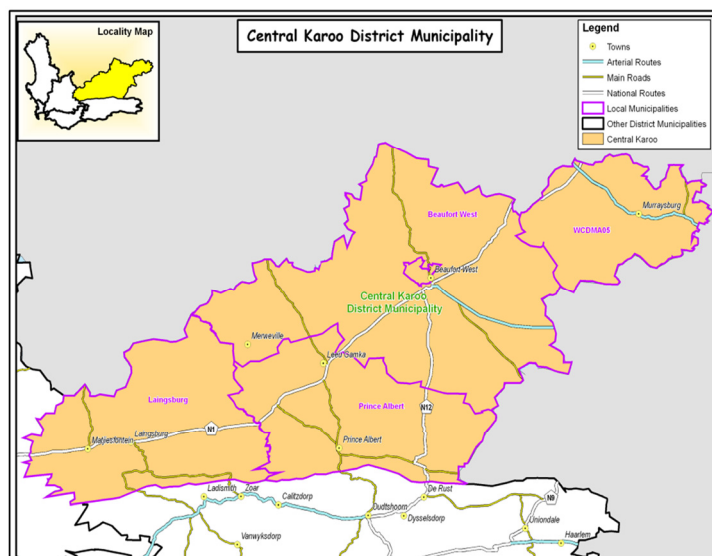 Locality Map
Central Karoo District Municipality
Legend
Towns
Arterial Routes
Main Roads
National Routes
Local Municipalities
Other District Municipalities
Central Karoo
Murraysburg
Beaufort West
WCDMA05
Beaufort West
Central Karoo
District Municipality
Merweville
Leeu Gamka
Laingsburg
Prince Albert
N12
N1
Laingsburg
Matjiesfontein
Prince Albert
Ladismith
Zoar
Calitzdorp
De Rust
N9
Oudtshoorn
Dysselsdorp
Uniondale
Vanwyksdorp
Haarlem